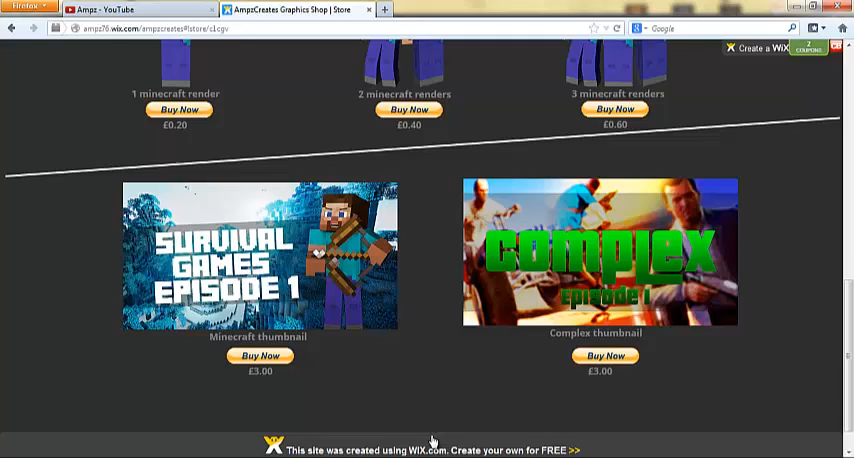 Firefox
Ampz - YouTube
AmpzCreates Graphics Shop | Store
ampz76.wix.com/ampzcreates#!store/c1cgv
Google
Create a WiX
2
COUPONS
1 minecraft render
2 minecraft renders
3 minecraft renders
Buy Now
Buy Now
Buy Now
£0.20
£0.40
£0.60
SURVIVAL
GAMES
EPISODE 1
complex
Episode 1
Minecraft thumbnail
Complex thumbnail
Buy Now
Buy Now
£3.00
£3.00
This site was created using WIX.com. Create your own for FREE >>